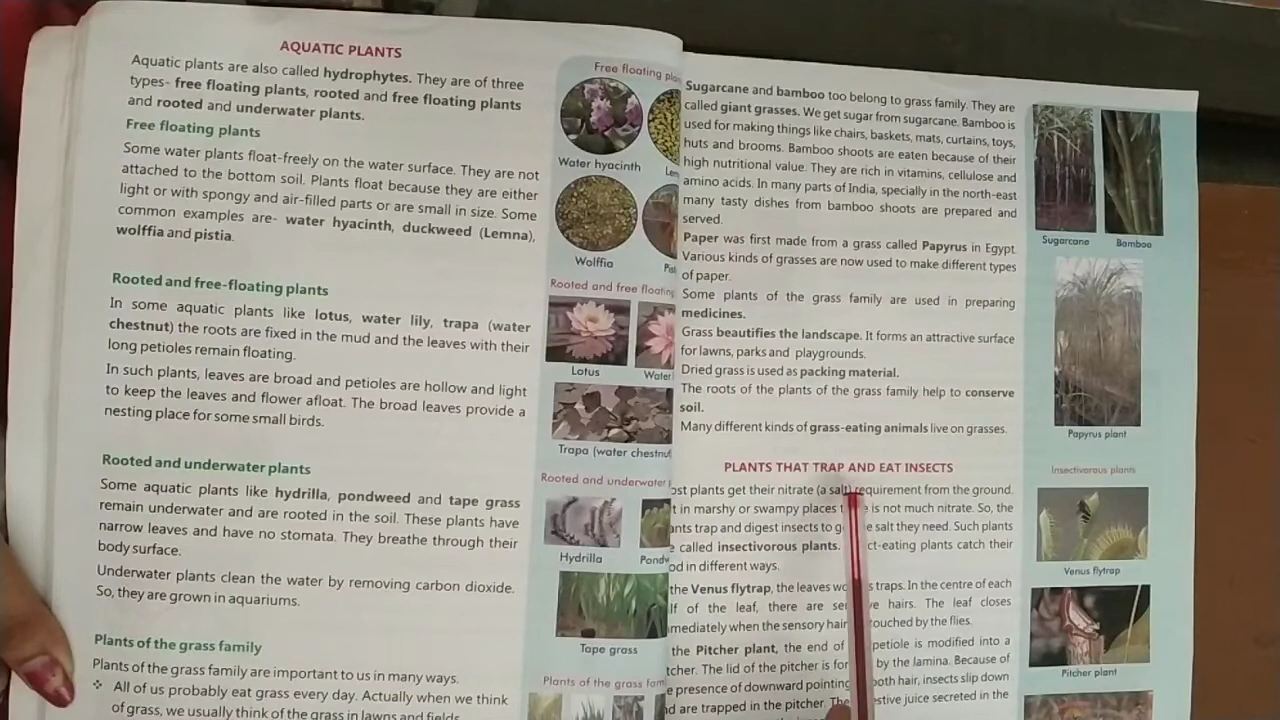 AQUATIC PLANTS
Aquatic plants are also called hydrophytes. They are of three
types- free floating plants, rooted and free floating plants
and rooted and underwater plants.
Free floating plants
Some water plants float-freely on the water surface. They are not
attached to the bottom soil. Plants float because they are either
light or with spongy and air-filled parts or are small in size. Some
common examples are- water hyacinth, duckweed (Lemna),
wolffia and pistia.
Rooted and free-floating plants
In some aquatic plants like lotus, water lily, trapa (water
chestnut) the roots are fixed in the mud and the leaves with their
long petioles remain floating.
In such plants, leaves are broad and petioles are hollow and light
to keep the leaves and flower afloat. The broad leaves provide a
nesting place for some small birds.
Rooted and underwater plants
Some aquatic plants like hydrilla, pondweed and tape grass
remain underwater and are rooted in the soil. These plants have
narrow leaves and have no stomata. They breathe through their
body surface.
Underwater plants clean the water by removing carbon dioxide.
So, they are grown in aquariums.
Plants of the grass family
Plants of the grass family are important to us in many ways.
❖ All of us probably eat grass every day. Actually when we think
of grass, we usually think of the grass in lawns and fields.
Free floating
Water hyacinth
Wolffia
Rooted and free
Lotus
Water
Trapa (water
Rooted and underwater
Hydrilla
Tape grass
Plants of the grass
Sugarcane and bamboo too belong to grass family. They are
called giant grasses. We get sugar from sugarcane. Bamboo is
used for making things like chairs, baskets, mats, curtains, toys,
huts and brooms. Bamboo shoots are eaten because of their
high nutritional value. They are rich in vitamins, cellulose and
amino acids. In many parts of India, specially in the north-east
many tasty dishes from bamboo shoots are prepared and
served.
Paper was first made from a grass called Papyrus in Egypt.
Various kinds of grasses are now used to make different types
of paper.
Some plants of the grass family are used in preparing
medicines.
Grass beautifies the landscape. It forms an attractive surface
for lawns, parks and playgrounds.
Dried grass is used as packing material.
The roots of the plants of the grass family help to conserve
soil.
Many different kinds of grass-eating animals live on grasses.
PLANTS THAT TRAP AND EAT INSECTS
plants get their nitrate (a salt) requirement from the ground.
in marshy or swampy places is not much nitrate. So, the
trap and digest insects to salt they need. Such plants
called insectivorous plants. eating plants catch their
in different ways.
the Venus flytrap, the leaves traps. In the centre of each
of the leaf, there are hairs. The leaf closes
when the sensory touched by the flies.
the Pitcher plant, the end of petiole is modified into a
The lid of the pitcher is by the lamina. Because of
presence of downward pointing hair, insects slip down
are trapped in the pitcher. juice secreted in the
Sugarcane
Bamboo
Papyrus plant
Insectivorous plants
Venus flytrap
Pitcher plant